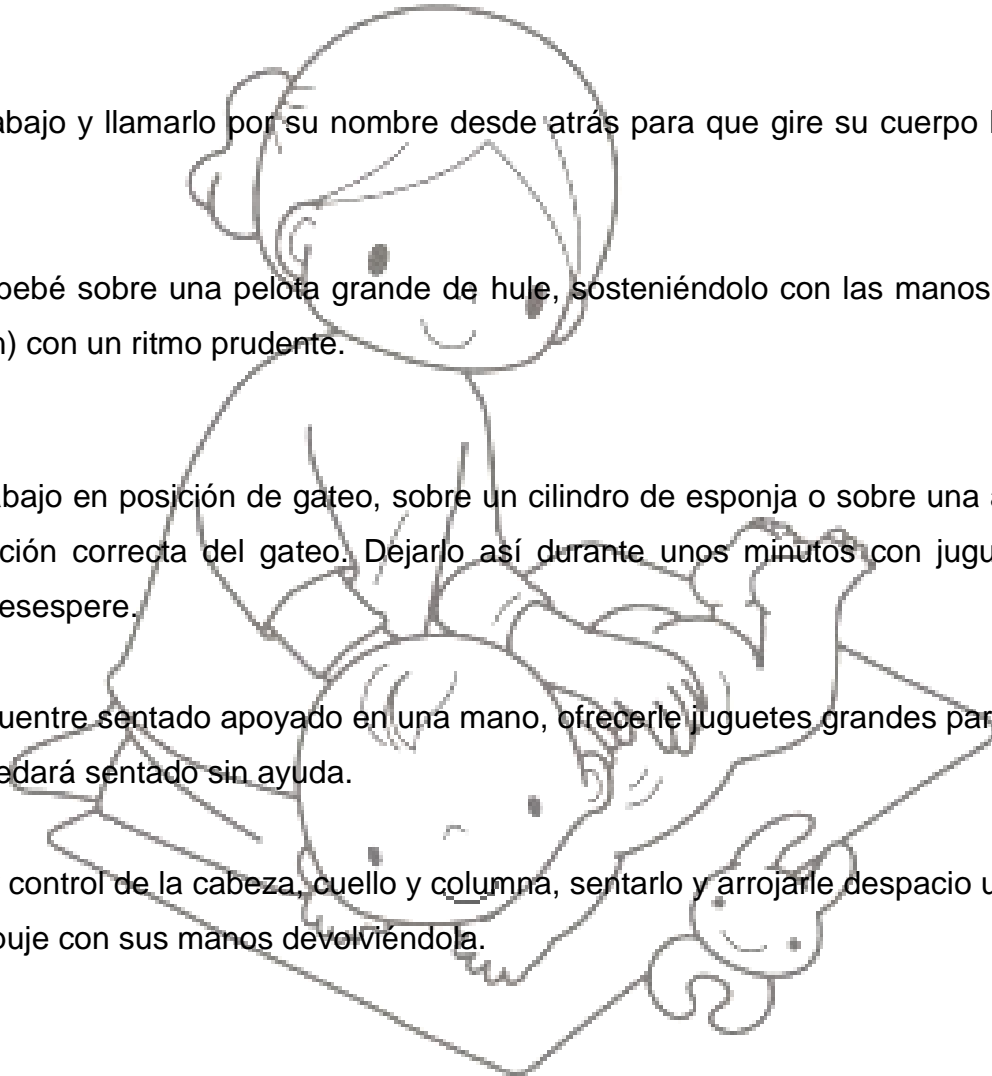 abajo y llamarlo por su nombre desde atrás para que gire su cuerpo
bebé sobre una pelota grande de hule, sosteniéndolo con las manos
) con un ritmo prudente.
bajo en posición de gateo, sobre un cilindro de esponja o sobre una
ción correcta del gateo. Dejarlo así durante unos minutos con jugu
esespere.
uentre sentado apoyado en una mano, ofrecerle juguetes grandes par
edará sentado sin ayuda.
control de la cabeza, cuello y columna, sentarlo y arrojarle despacio u
puje con sus manos devolviéndola.